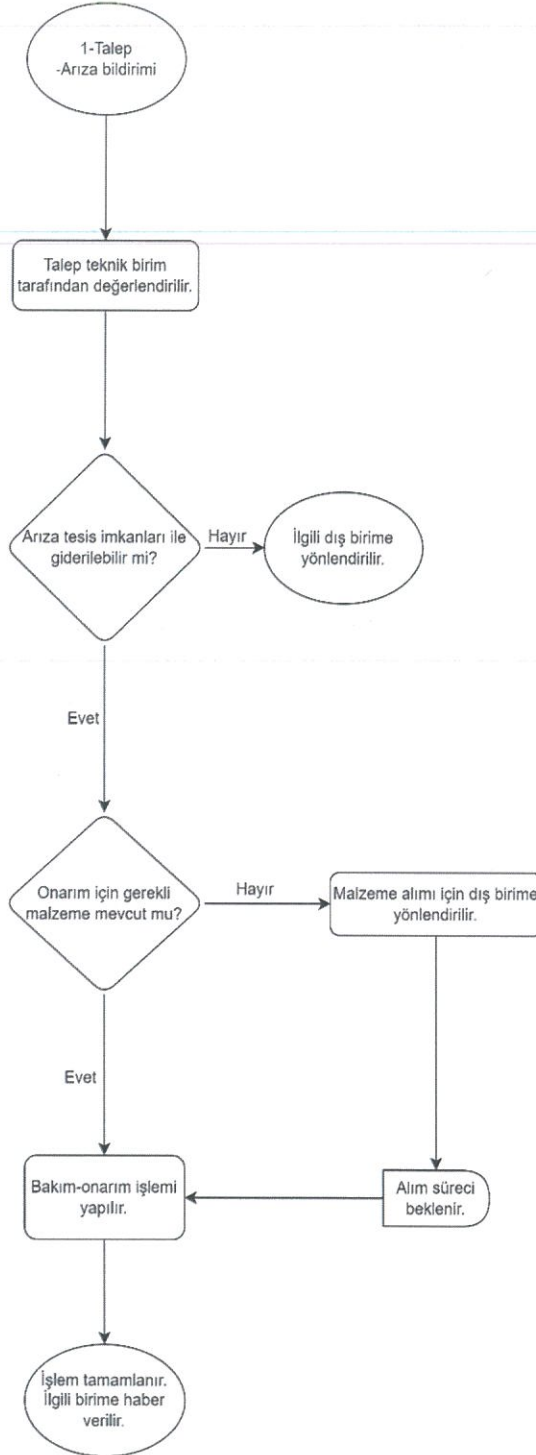 1-Talep
-Arıza bildirimi
Talep teknik birim
tarafından değerlendirilir.
Arıza tesis imkanları ile
giderilebilir mi?
Hayır
İlgili dış birime
yönlendirilir.
Evet
Onarım için gerekli
malzeme mevcut mu?
Hayır
Malzeme alımı için dış birime
yönlendirilir.
Evet
Bakım-onarım işlemi
yapılır.
Alım süreci
beklenir.
İşlem tamamlanır.
İlgili birime haber
verilir.